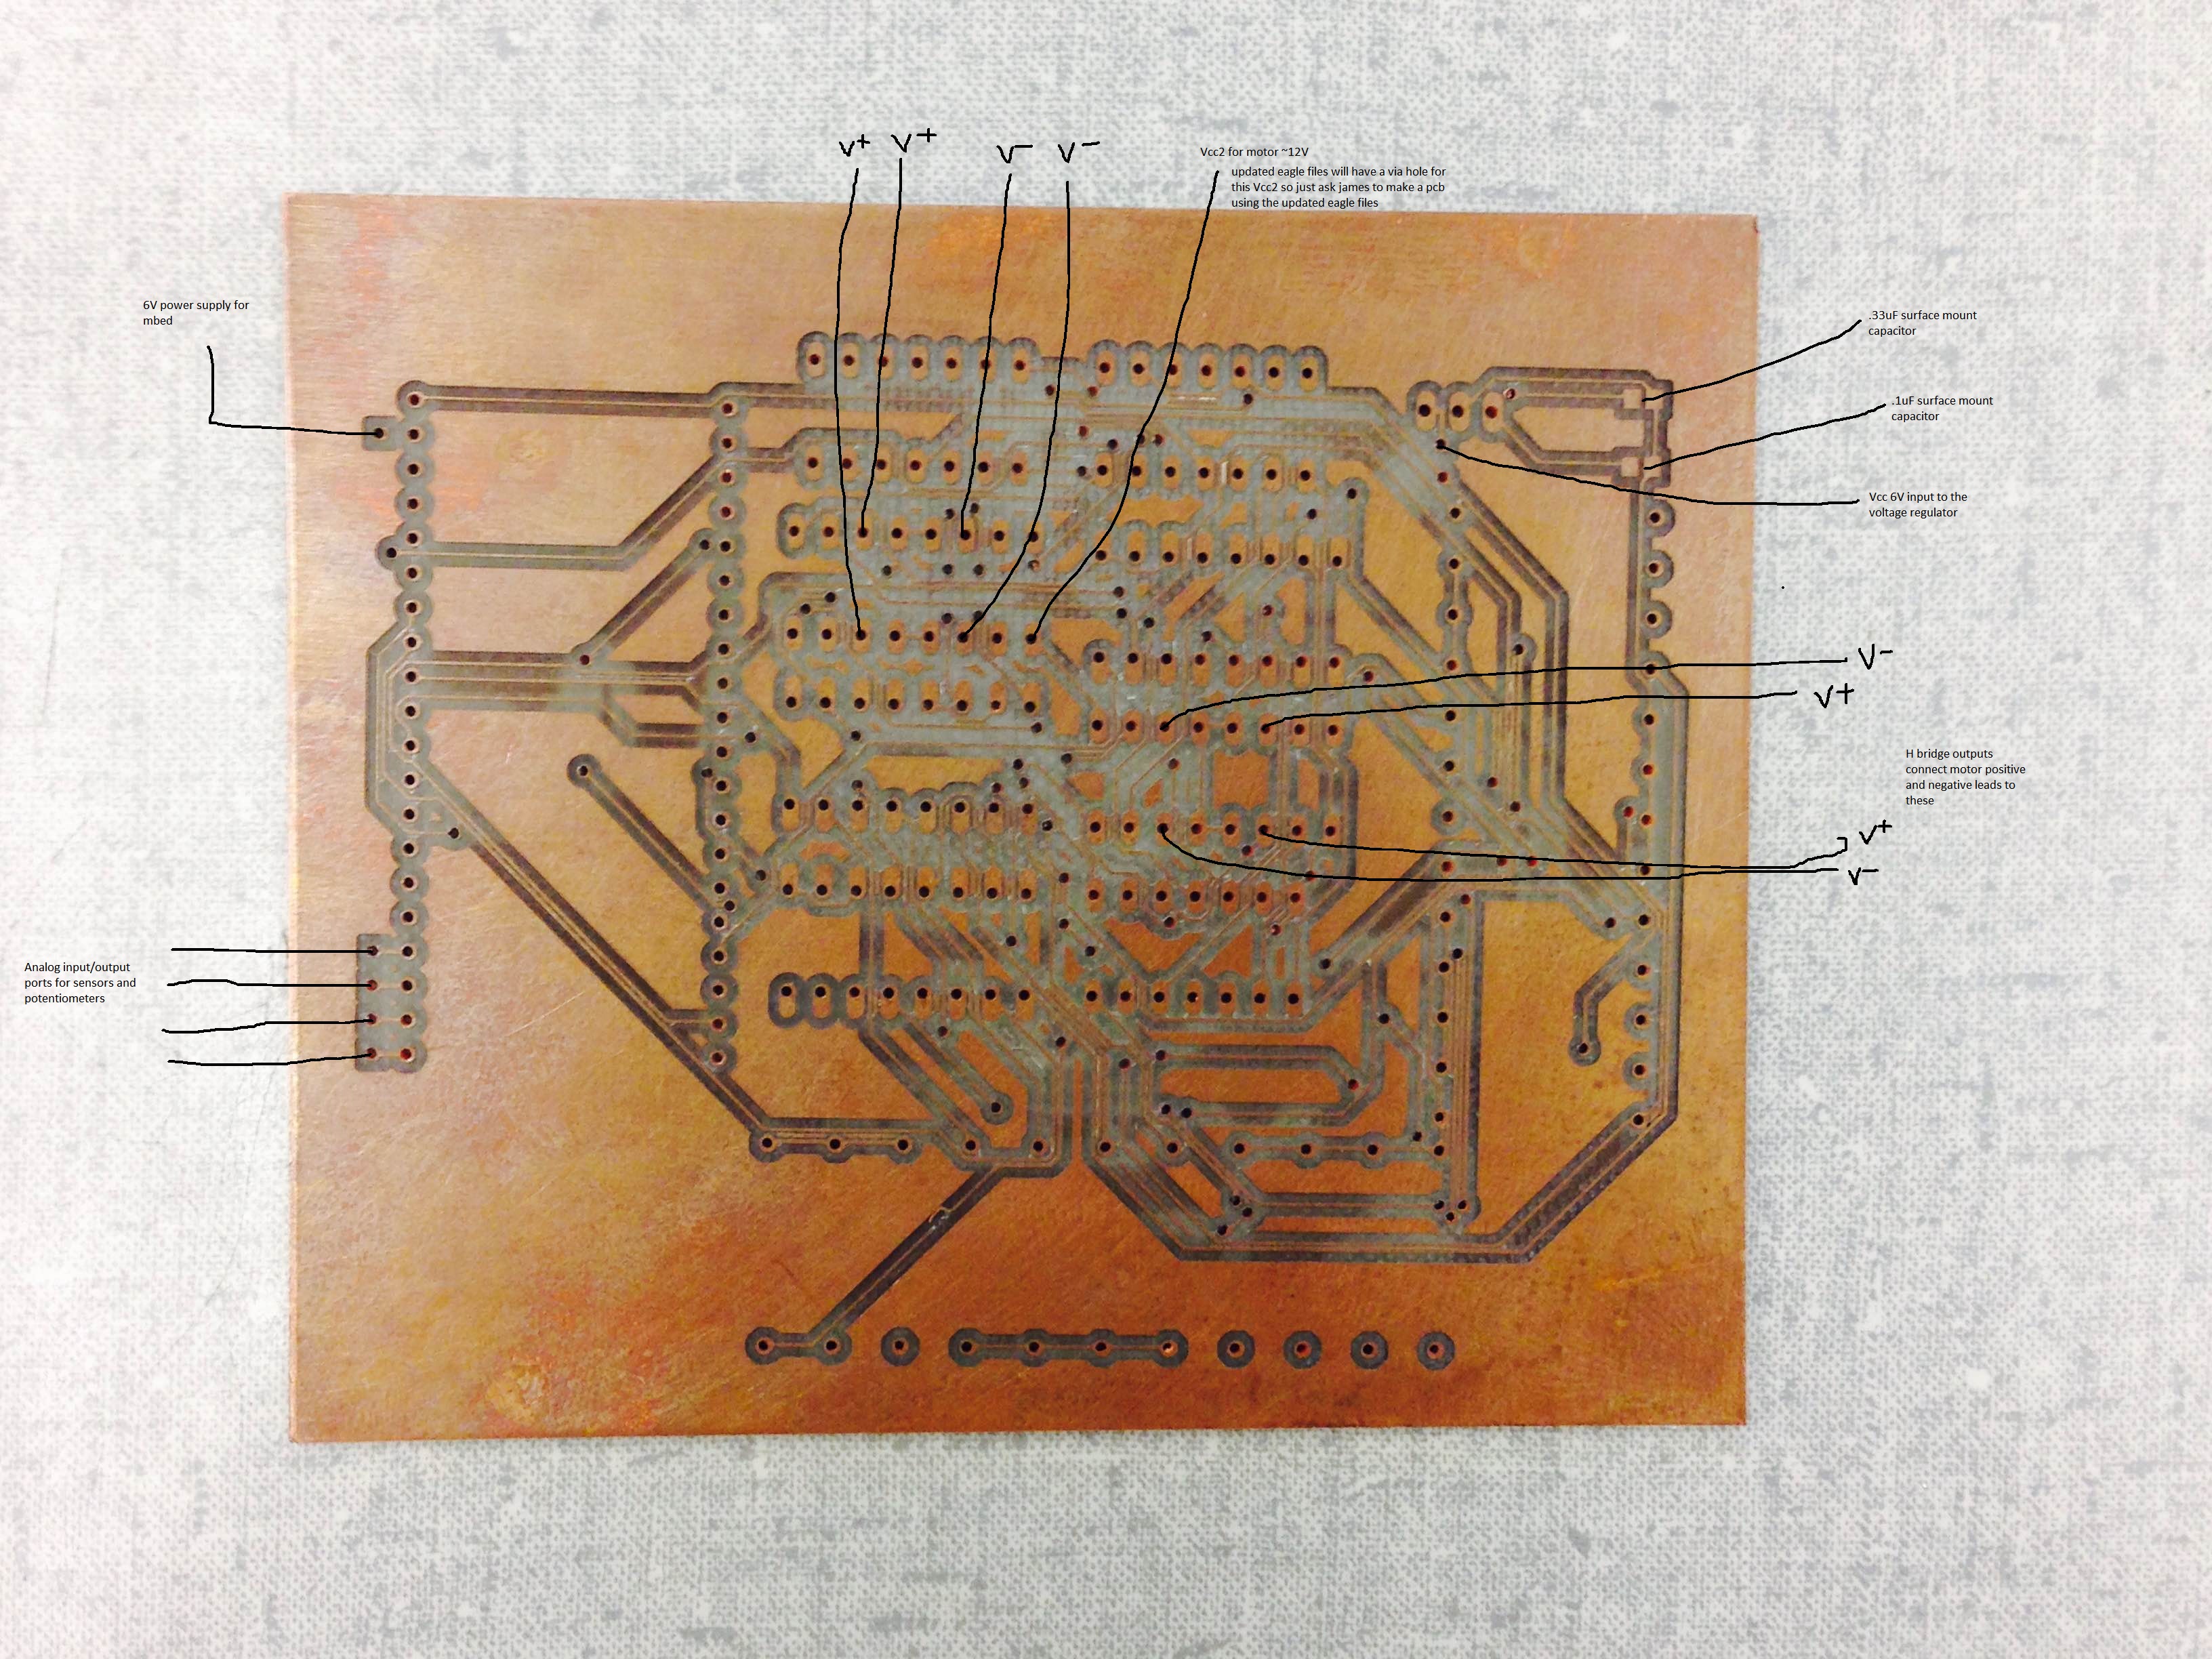 V+ V+ V- V-
Vcc2 for motor ~12V
updated eagle files will have a via hole for
this Vcc2 so just ask james to make a pcb
using the updated eagle files
6V power supply for
mbed
.33uF surface mount
capacitor
.1uF surface mount
capacitor
Vcc 6V input to the
voltage regulator
V-
V+
H bridge outputs
connect motor positive
and negative leads to
these
V+
V-
Analog input/output
ports for sensors and
potentiometers